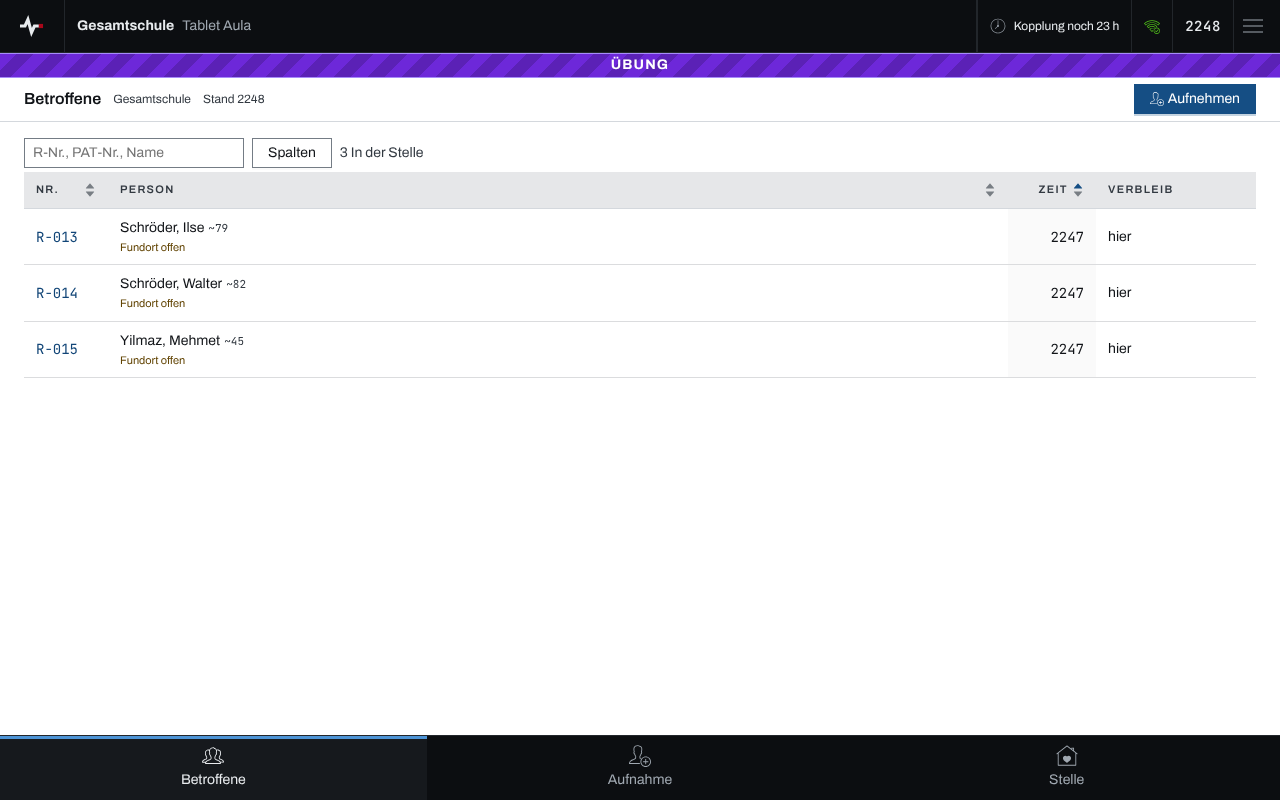 Gesamtschule Tablet Aula
Kopplung noch 23 h
2248
ÜBUNG
Betroffene Gesamtschule Stand 2248
Aufnehmen
R-Nr., PAT-Nr., Name
Spalten
3 In der Stelle
NR. PERSON ZEIT VERBLEIB
R-013 Schröder, Ilse ~79 2247 hier
Fundort offen
R-014 Schröder, Walter ~82 2247 hier
Fundort offen
R-015 Yilmaz, Mehmet ~45 2247 hier
Fundort offen
Betroffene
Aufnahme
Stelle